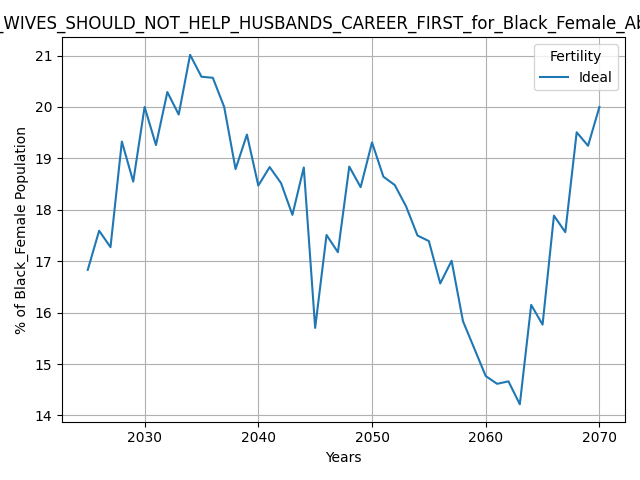 _WIVES_SHOULD_NOT_HELP_HUSBANDS_CAREER_FIRST_for_Black_Female_Ab
Fertility
Ideal
% of Black_Female Population
21
20
19
18
17
16
15
14
2030 2040 2050 2060 2070
Years